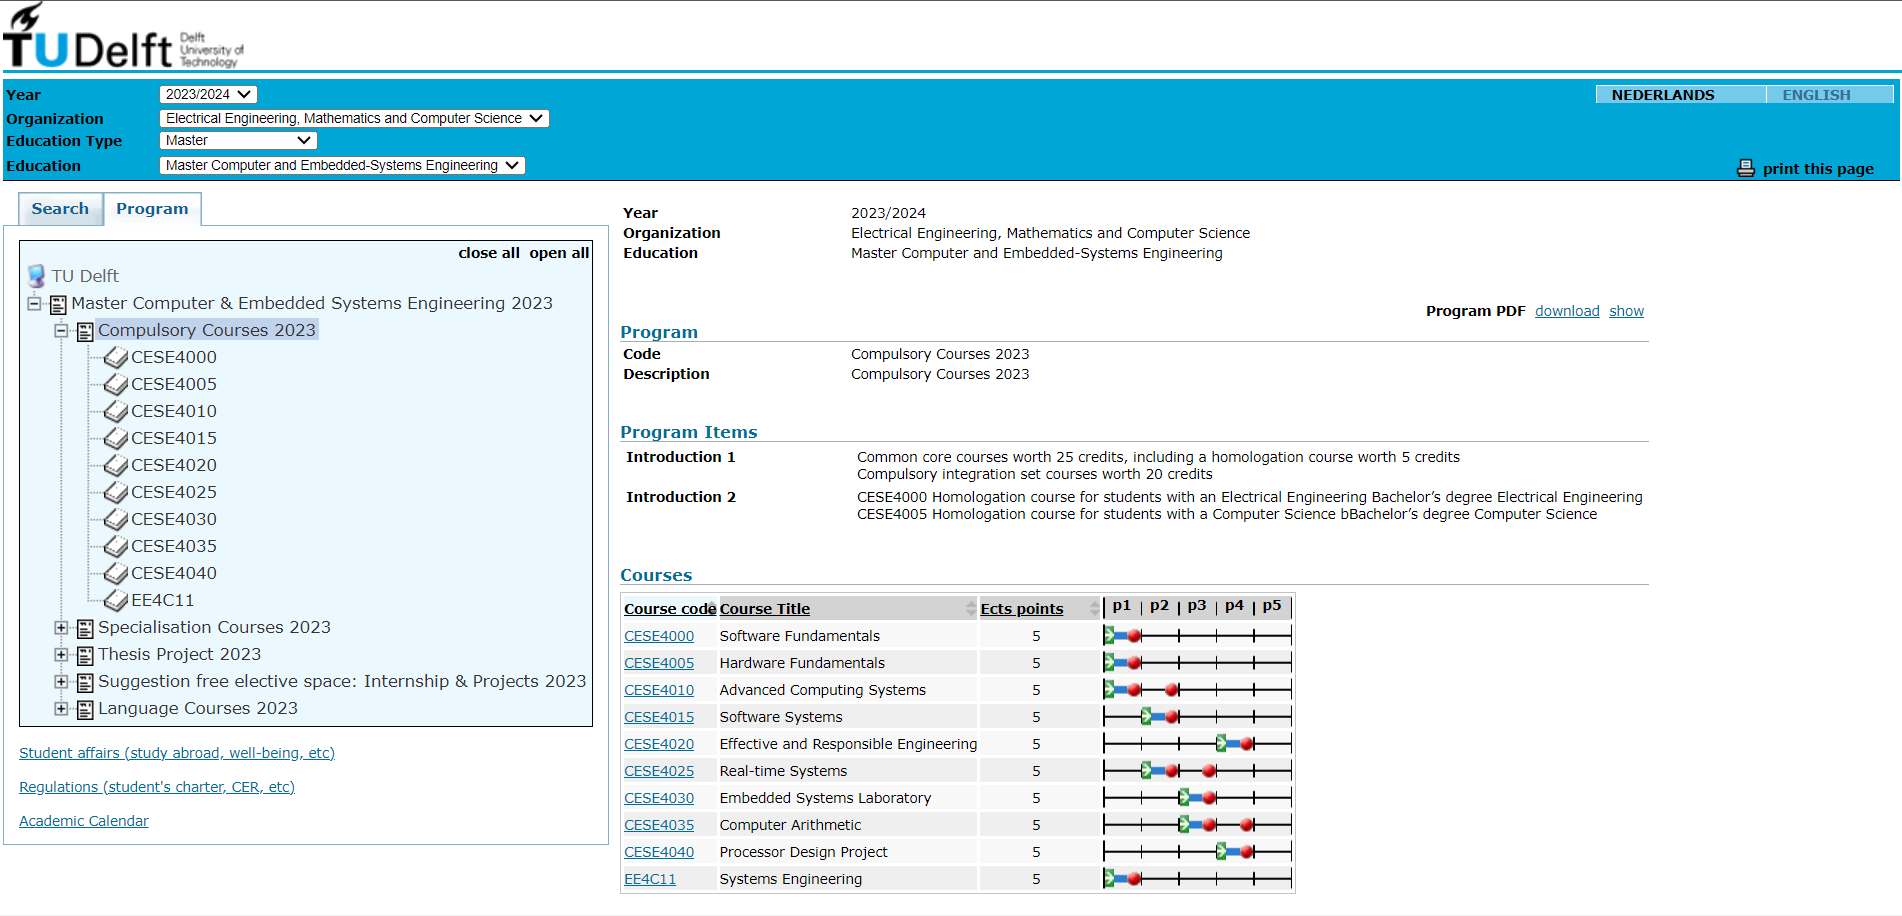 TU Delft Delft University of Technology
Year 2023/2024 NEDERLANDS ENGLISH
Organization Electrical Engineering, Mathematics and Computer Science
Education Type Master
Education Master Computer and Embedded-Systems Engineering print this page
Search Program
close all open all
TU Delft
Master Computer & Embedded Systems Engineering 2023
Compulsory Courses 2023
CESE4000
CESE4005
CESE4010
CESE4015
CESE4020
CESE4025
CESE4030
CESE4035
CESE4040
EE4C11
Specialisation Courses 2023
Thesis Project 2023
Suggestion free elective space: Internship & Projects 2023
Language Courses 2023
Student affairs (study abroad, well-being, etc)
Regulations (student's charter, CER, etc)
Academic Calendar
Year 2023/2024
Organization Electrical Engineering, Mathematics and Computer Science
Education Master Computer and Embedded-Systems Engineering
Program PDF download show
Program
Code Compulsory Courses 2023
Description Compulsory Courses 2023
Program Items
Introduction 1 Common core courses worth 25 credits, including a homologation course worth 5 credits
Compulsory integration set courses worth 20 credits
Introduction 2 CESE4000 Homologation course for students with an Electrical Engineering Bachelor’s degree Electrical Engineering
CESE4005 Homologation course for students with a Computer Science bBachelor’s degree Computer Science
Courses
Course code Course Title Ects points p1 | p2 | p3 | p4 | p5
CESE4000 Software Fundamentals 5
CESE4005 Hardware Fundamentals 5
CESE4010 Advanced Computing Systems 5
CESE4015 Software Systems 5
CESE4020 Effective and Responsible Engineering 5
CESE4025 Real-time Systems 5
CESE4030 Embedded Systems Laboratory 5
CESE4035 Computer Arithmetic 5
CESE4040 Processor Design Project 5
EE4C11 Systems Engineering 5